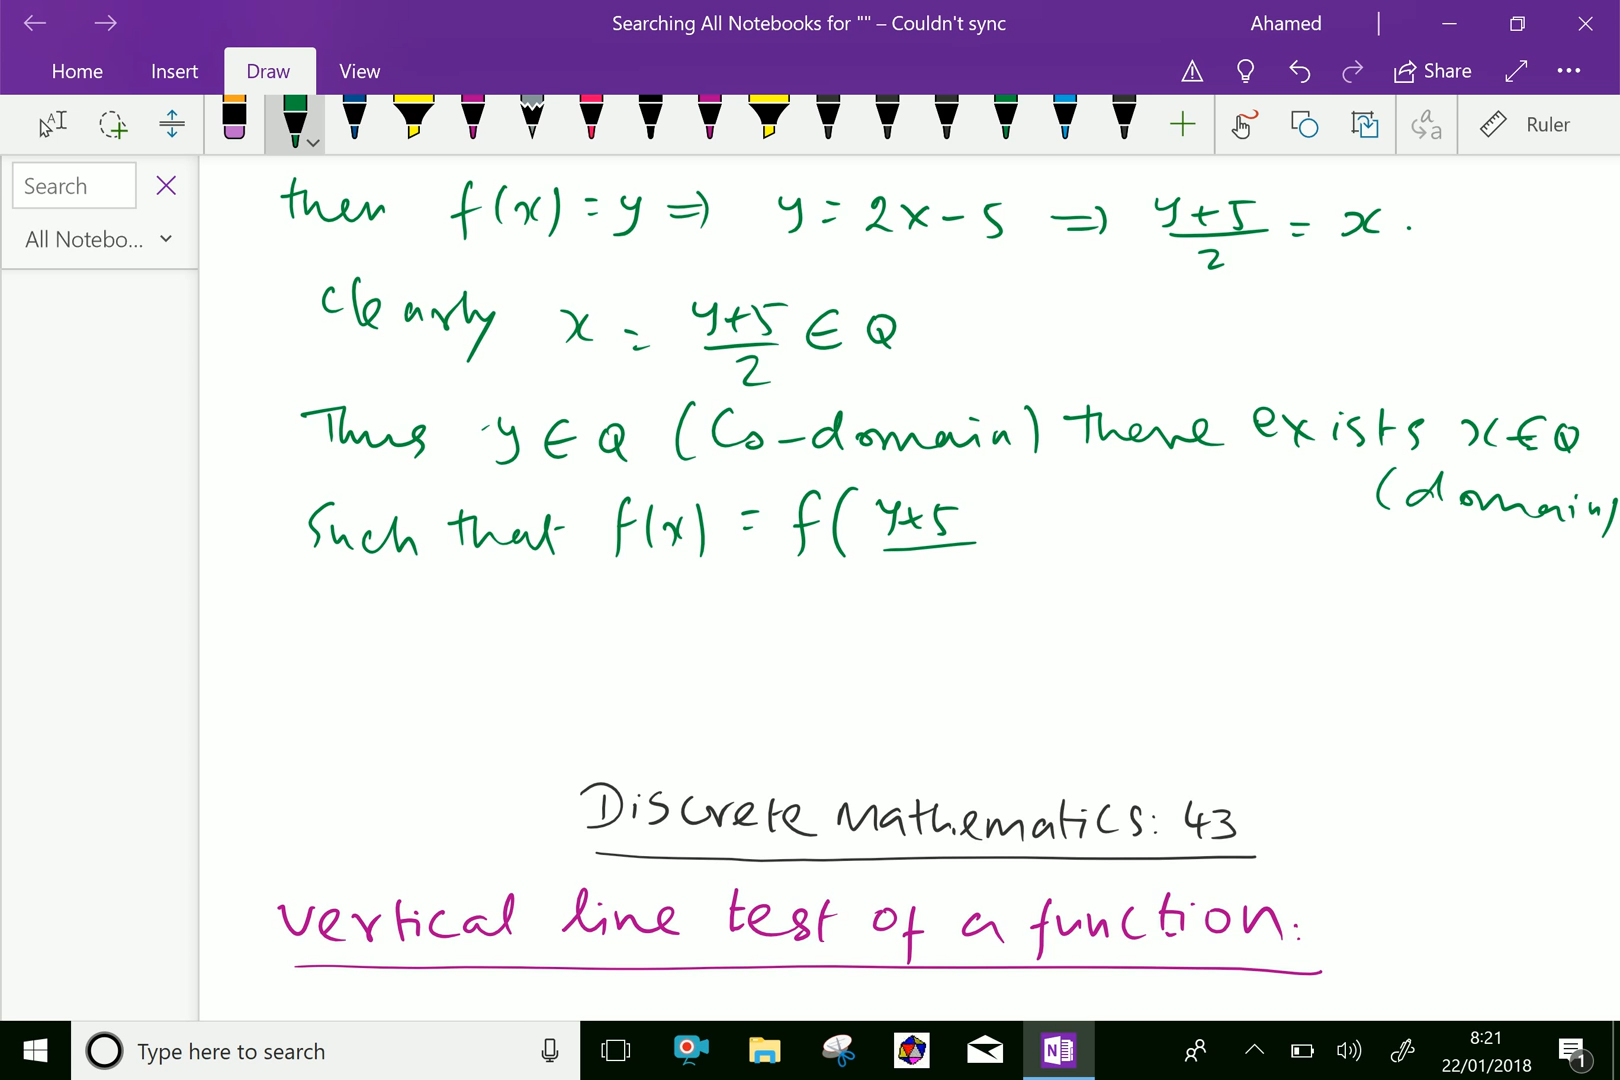 Searching All Notebooks for "" – Couldn't sync
Ahamed
Home Insert Draw View
Share
Ruler
Search
All Notebo...
then f(x) = y ⇒ y = 2x - 5 ⇒ (y+5)/2 = x .
clearly x = (y+5)/2 ∈ Q
Thus y ∈ Q (Co-domain) there exists x ∈ Q
(domain)
Such that f(x) = f( y+5
Discrete Mathematics: 43
vertical line test of a function:
Type here to search
8:21
22/01/2018
1